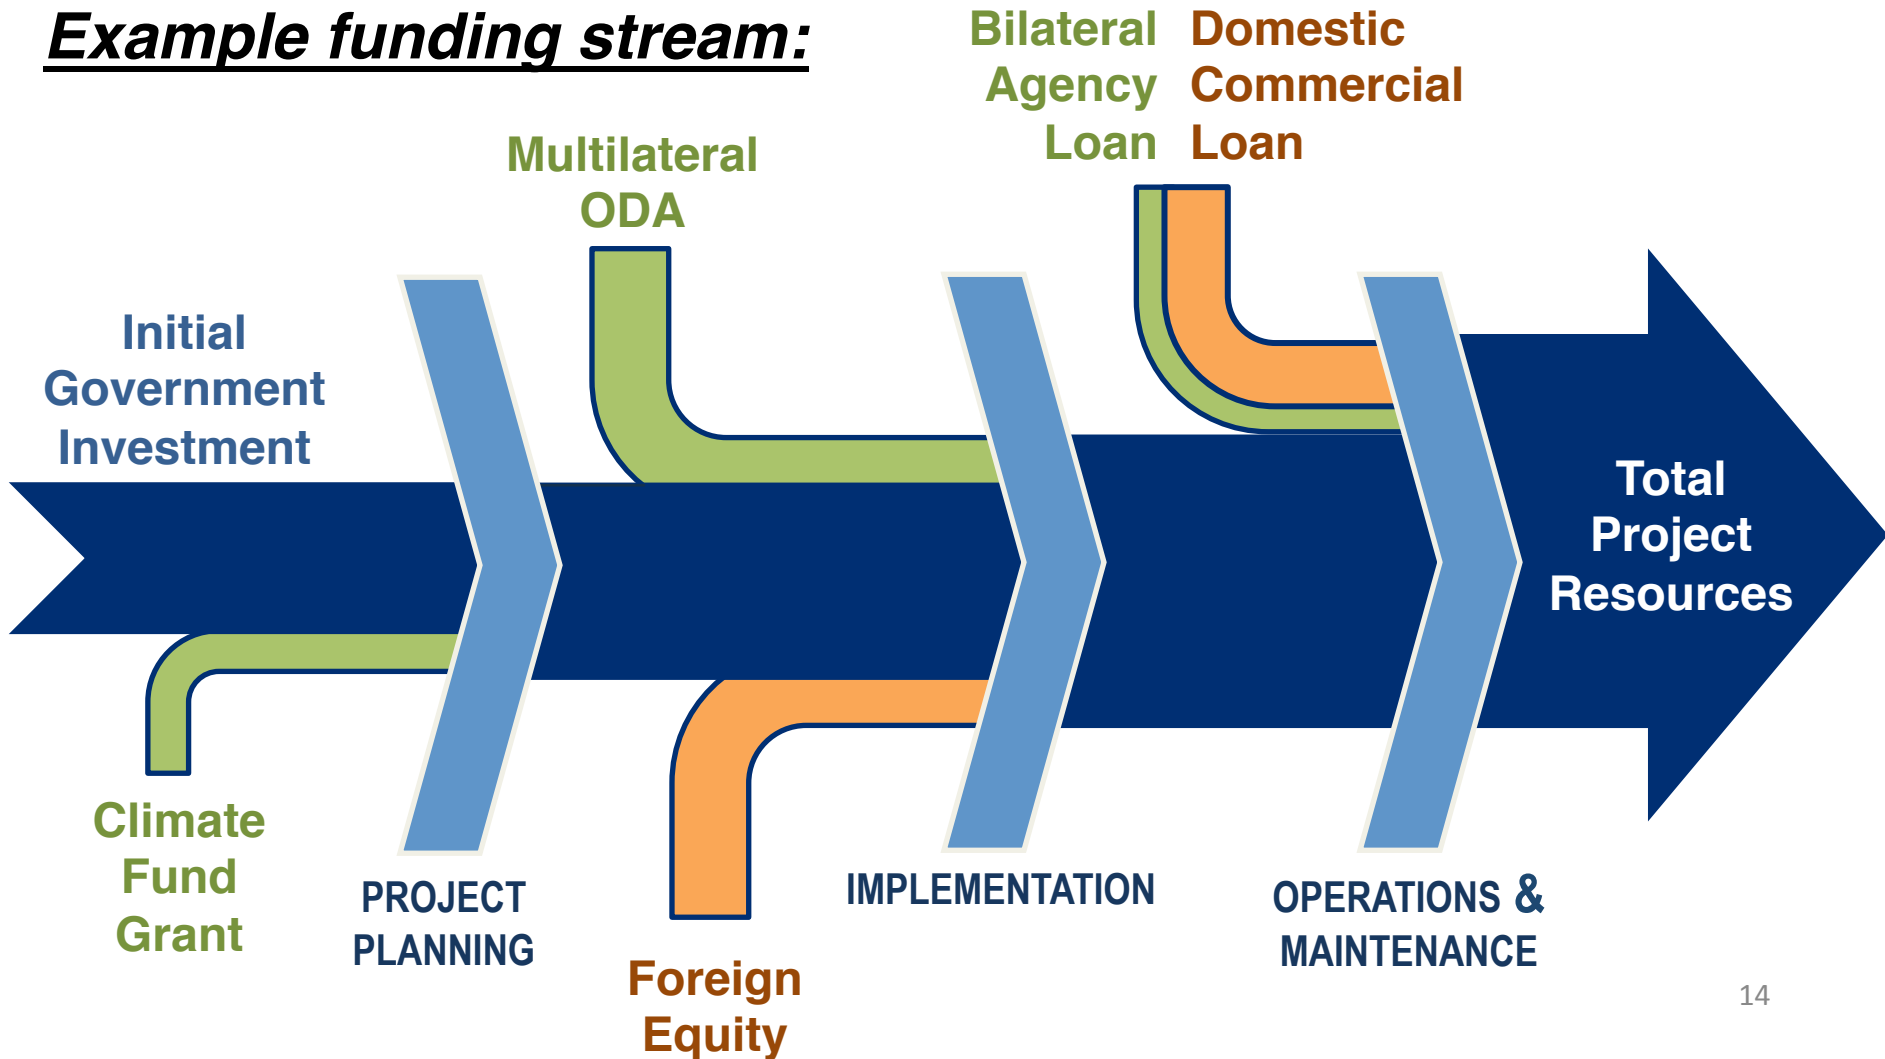 Example funding stream:
Bilateral
Agency
Loan
Domestic
Commercial
Loan
Multilateral
ODA
Initial
Government
Investment
Total
Project
Resources
Climate
Fund
Grant
PROJECT
PLANNING
Foreign
Equity
IMPLEMENTATION
OPERATIONS &
MAINTENANCE
14